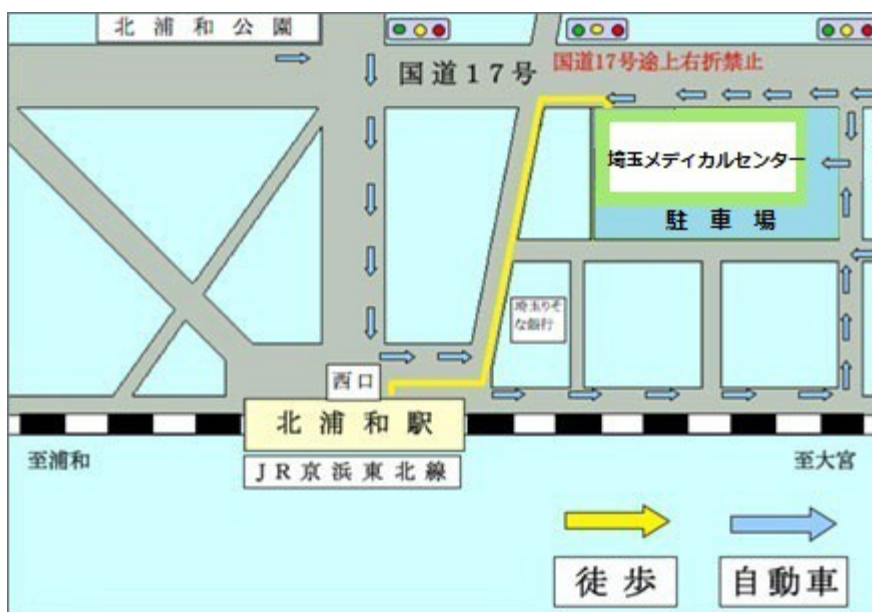 北浦和公園
国道17号
国道17号途上右折禁止
埼玉メディカルセンター
駐車場
埼玉りそ
な銀行
西口
北浦和駅
JR京浜東北線
至浦和
至大宮
徒歩
自動車